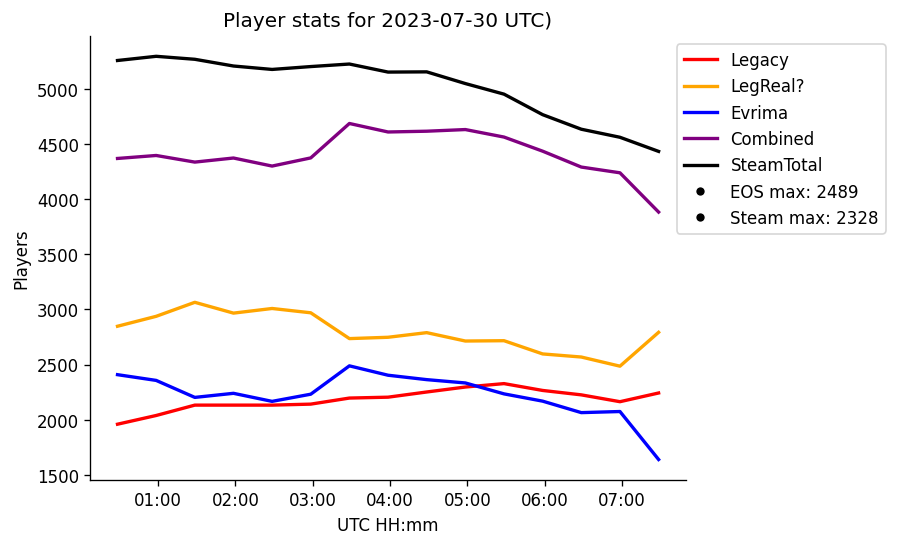 Player stats for 2023-07-30 UTC)
Players
5000
4500
4000
3500
3000
2500
2000
1500
01:00 02:00 03:00 04:00 05:00 06:00 07:00
UTC HH:mm
Legacy
LegReal?
Evrima
Combined
SteamTotal
EOS max: 2489
Steam max: 2328